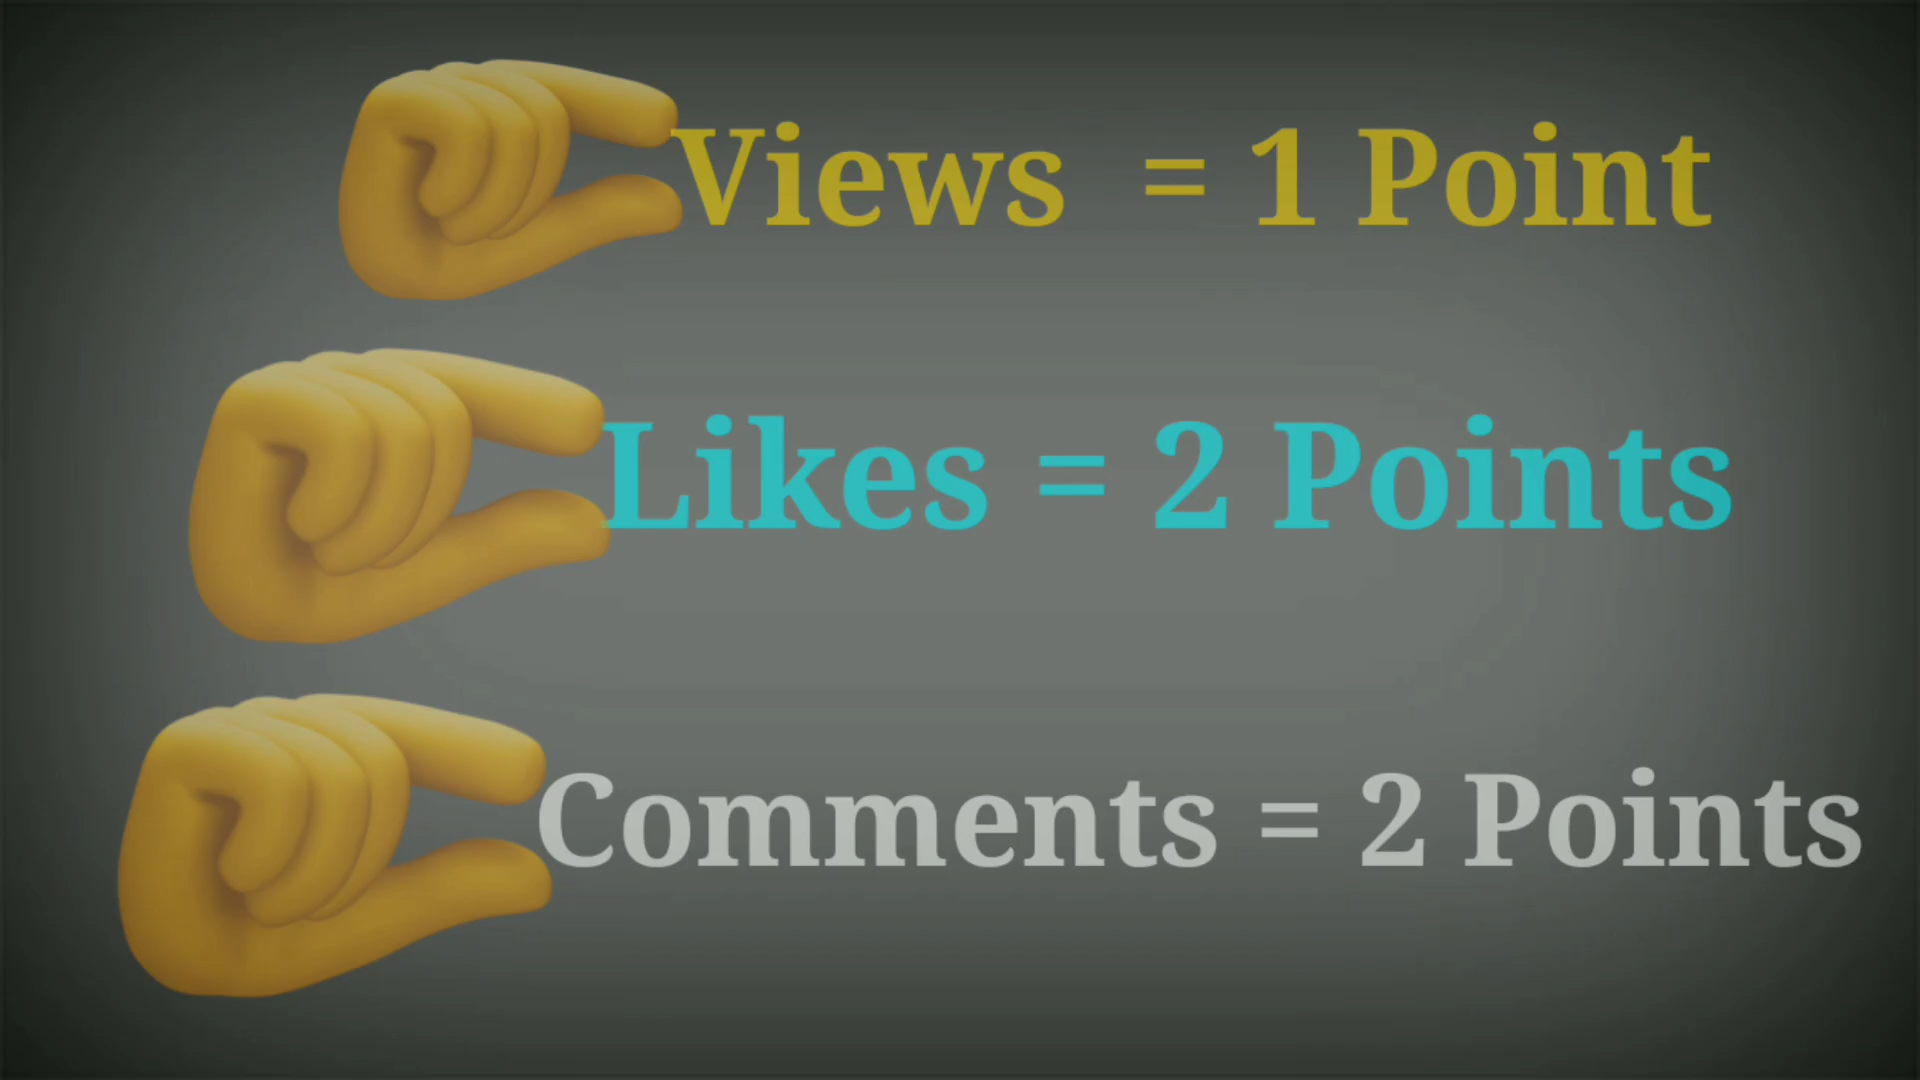 Views = 1 Point
Likes = 2 Points
Comments = 2 Points